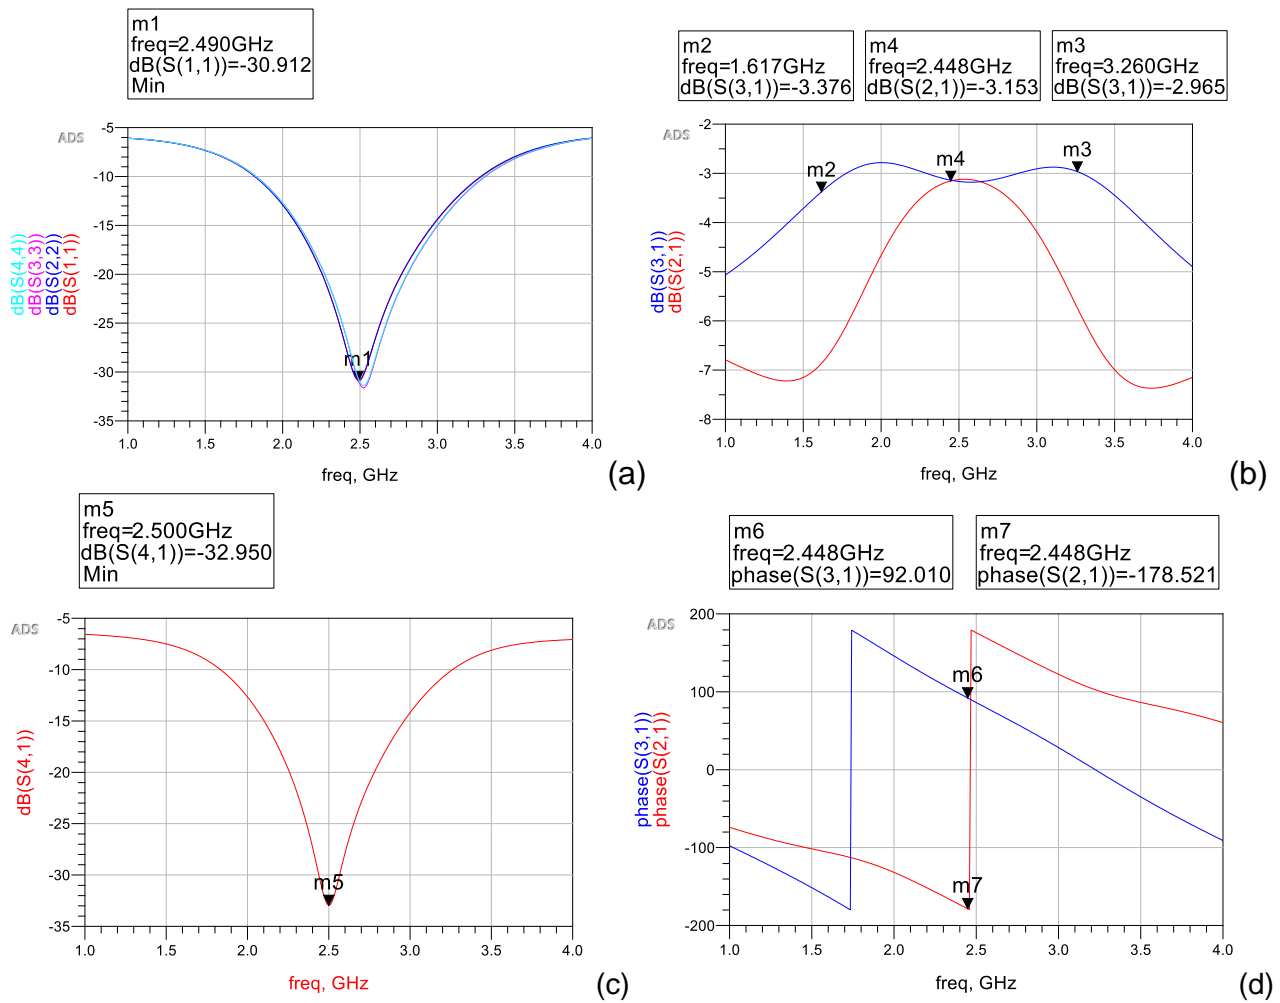 m1
freq=2.490GHz
dB(S(1,1))=-30.912
Min
ADS
-5
-10
-15
-20
-25
-30
-35
dB(S(4,4))
dB(S(3,3))
dB(S(2,2))
dB(S(1,1))
m1
1.0 1.5 2.0 2.5 3.0 3.5 4.0
freq, GHz
(a)
m2
freq=1.617GHz
dB(S(3,1))=-3.376
m4
freq=2.448GHz
dB(S(2,1))=-3.153
m3
freq=3.260GHz
dB(S(3,1))=-2.965
ADS
-2
-3
-4
-5
-6
-7
-8
dB(S(3,1))
dB(S(2,1))
m2
m4
m3
1.0 1.5 2.0 2.5 3.0 3.5 4.0
freq, GHz
(b)
m5
freq=2.500GHz
dB(S(4,1))=-32.950
Min
ADS
-5
-10
-15
-20
-25
-30
-35
dB(S(4,1))
m5
1.0 1.5 2.0 2.5 3.0 3.5 4.0
freq, GHz
(c)
m6
freq=2.448GHz
phase(S(3,1))=92.010
m7
freq=2.448GHz
phase(S(2,1))=-178.521
ADS
200
100
0
-100
-200
phase(S(3,1))
phase(S(2,1))
m6
m7
1.0 1.5 2.0 2.5 3.0 3.5 4.0
freq, GHz
(d)